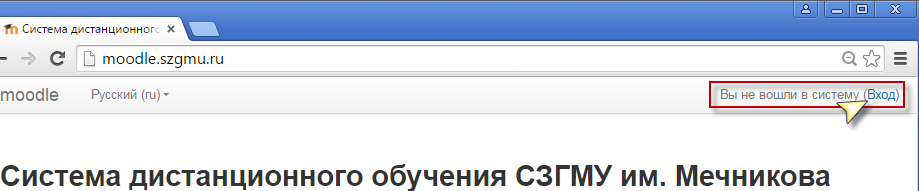 Система дистанционного
moodle.szgmu.ru
moodle Русский (ru) Вы не вошли в систему (Вход)
Система дистанционного обучения СЗГМУ им. Мечникова